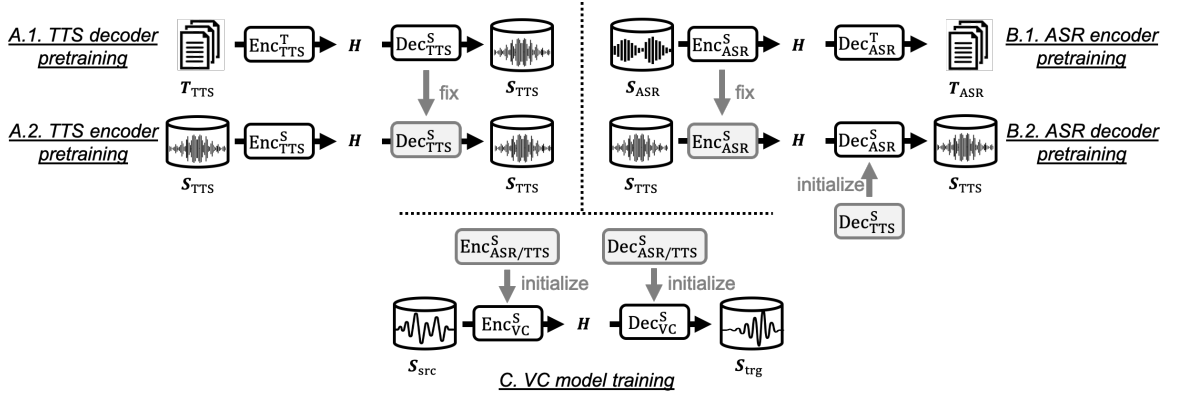 A.1. TTS decoder
pretraining
T_TTS
Enc^T_TTS
H
Dec^S_TTS
S_TTS
fix
A.2. TTS encoder
pretraining
S_TTS
Enc^S_TTS
H
Dec^S_TTS
S_TTS
S_ASR
Enc^S_ASR
H
Dec^T_ASR
T_ASR
B.1. ASR encoder
pretraining
fix
S_TTS
Enc^S_ASR
H
Dec^S_ASR
S_TTS
B.2. ASR decoder
pretraining
initialize
Dec^S_TTS
Enc^S_ASR/TTS
Dec^S_ASR/TTS
initialize
initialize
S_src
Enc^S_VC
H
Dec^S_VC
S_trg
C. VC model training